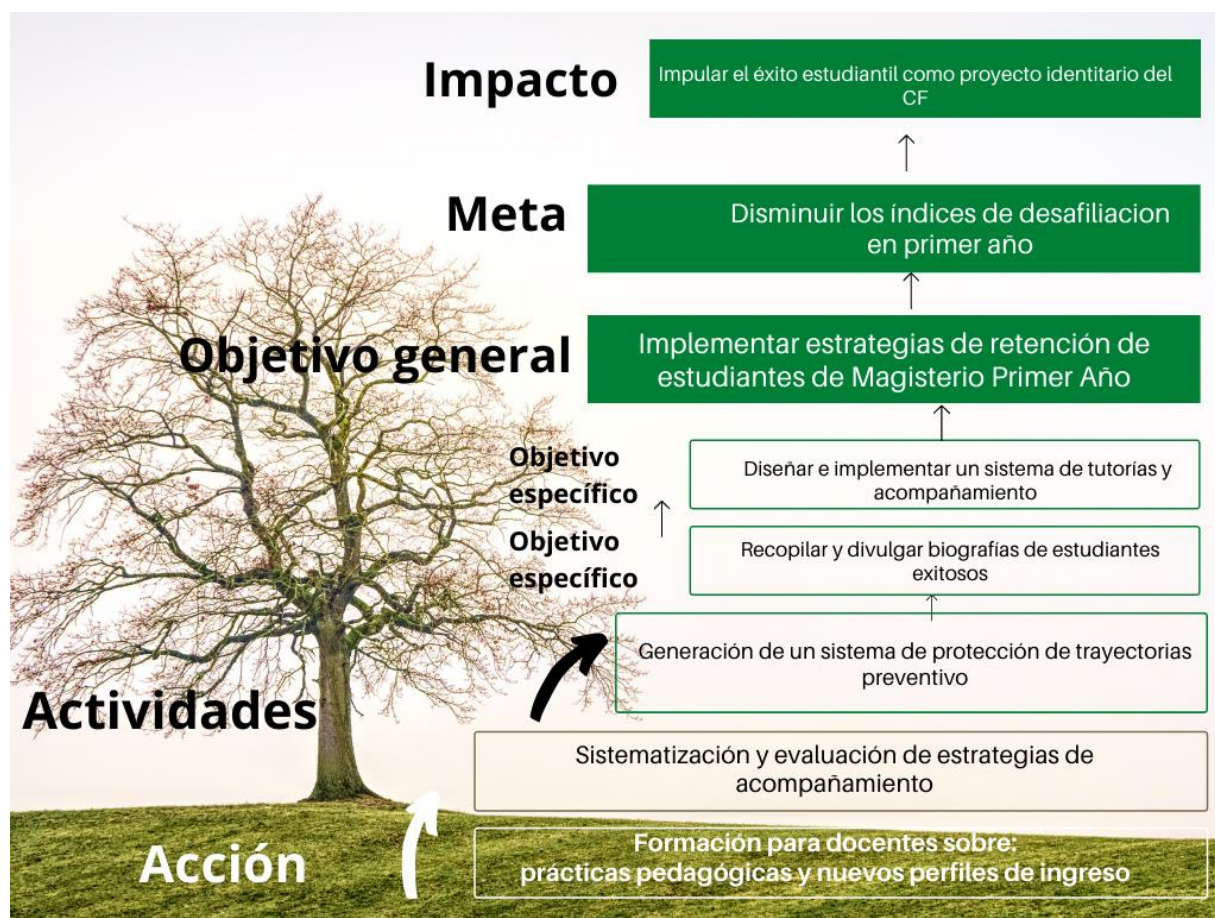 Impacto
Impular el éxito estudiantil como proyecto identitario del
CF
Meta
Disminuir los índices de desafiliacion
en primer año
Objetivo general
Implementar estrategias de retención de
estudiantes de Magisterio Primer Año
Objetivo
específico
Diseñar e implementar un sistema de tutorías y
acompañamiento
Objetivo
específico
Recopilar y divulgar biografías de estudiantes
exitosos
Generación de un sistema de protección de trayectorias
preventivo
Actividades
Sistematización y evaluación de estrategias de
acompañamiento
Acción
Formación para docentes sobre:
prácticas pedagógicas y nuevos perfiles de ingreso